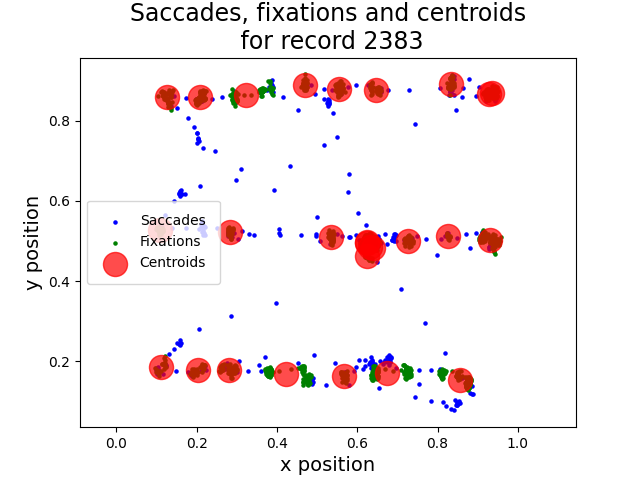 Saccades, fixations and centroids
for record 2383
y position
0.8
0.6
0.4
0.2
Saccades
Fixations
Centroids
0.0 0.2 0.4 0.6 0.8 1.0
x position